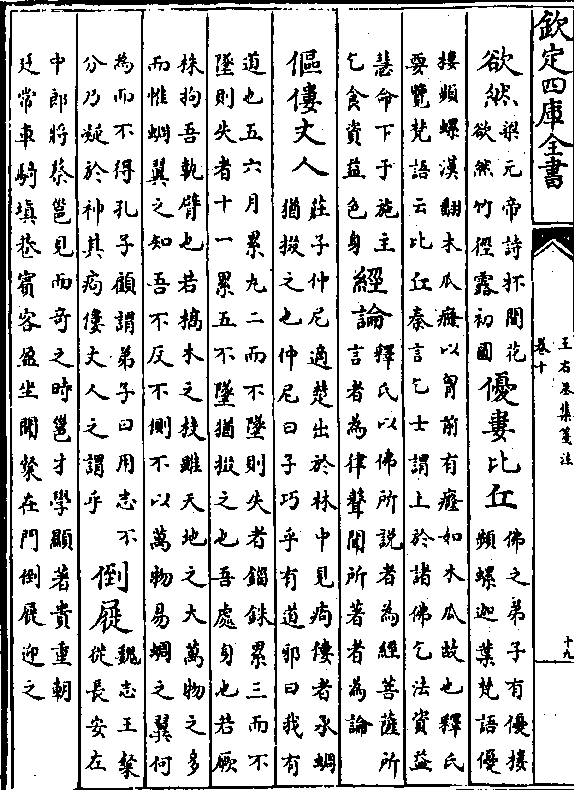 欽定四庫全書
王右丞集箋注
卷十
十九
欲然
梁元帝詩杯間花
欲然竹徑露初圓
優婁比丘
佛之弟子有優樓
頻螺迦葉梵語優
樓頻螺漢翻木瓜癃以胷前有癃如木瓜故也釋氏
要覽梵語云比丘秦言乞士謂上於諸佛乞法資益
慧命下于施主
乞食資益色身
經論
釋氏以佛所說者為經菩薩所
言者為律聲聞所著者為論
傴僂丈人
莊子仲尼適楚出於林中見痀僂者承蜩
猶掇之也仲尼曰子巧乎有道邪曰我有
道也五六月累九二而不墜則失者錙銖累三而不
墜則失者十一累五不墜猶掇之也吾處身也若厥
株拘吾執臂也若槁木之枝雖天地之大萬物之多
而惟蜩翼之知吾不反不側不以萬物易蜩之翼何
為而不得孔子顧謂弟子曰用志不
分乃疑於神其痀僂丈人之謂乎
倒屣
魏志王粲
從長安在
中郎將蔡邕見而奇之時邕才學顯著貴重朝
廷常車騎填巷賔客盈坐聞粲在門倒屣迎之